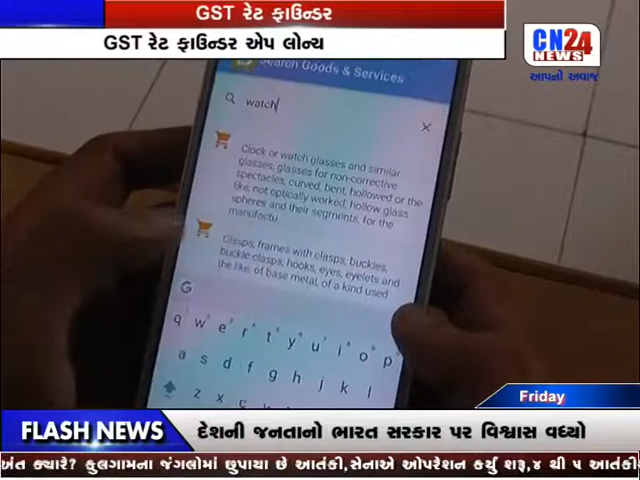 GST રેટ ફાઉન્ડર
GST રેટ ફાઉન્ડર એપ લોન્ચ
CN24
NEWS
આપનો અવાજ
Search Goods & Services
watch
Clock or watch glasses and similar
glasses; glasses for non-corrective
spectacles, curved, bent, hollowed or the
like, not optically worked; hollow glass
spheres and their segments, for the
manufactu
Clasps, frames with clasps, buckles,
buckle clasps, hooks, eyes, eyelets and
the like, of base metal, of a kind used
G
q w e r t y u i o p
a s d f g h j k l
z x c
Friday
FLASH NEWS
દેશની જનતાનો ભારત સરકાર પર વિશ્વાસ વધ્યો
અંત ક્યારે? કુલગામના જંગલોમાં છુપાયા છે આતંકી,સેનાએ ઓપરેશન કર્યુ શરૂ,૪ થી ૫ આતંકી